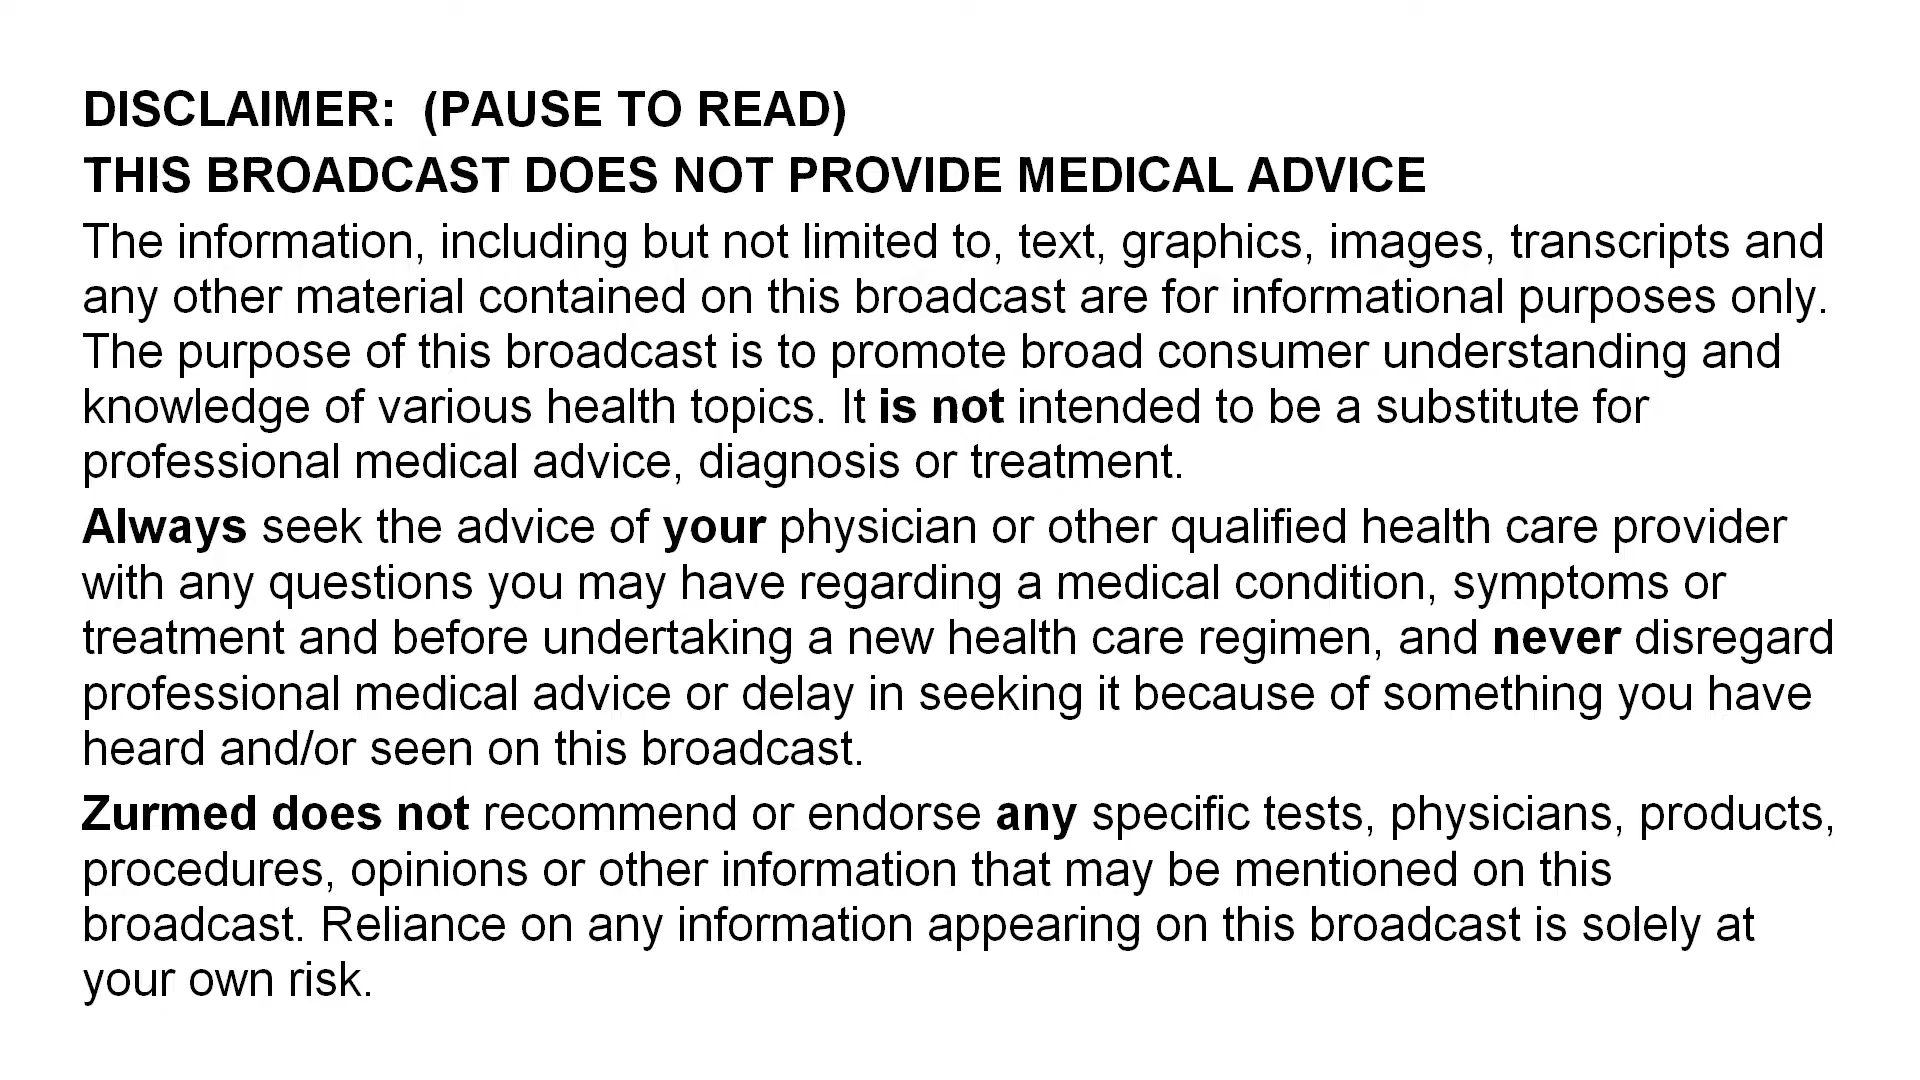 DISCLAIMER:  (PAUSE TO READ)
THIS BROADCAST DOES NOT PROVIDE MEDICAL ADVICE
The information, including but not limited to, text, graphics, images, transcripts and
any other material contained on this broadcast are for informational purposes only.
The purpose of this broadcast is to promote broad consumer understanding and
knowledge of various health topics. It is not intended to be a substitute for
professional medical advice, diagnosis or treatment.
Always seek the advice of your physician or other qualified health care provider
with any questions you may have regarding a medical condition, symptoms or
treatment and before undertaking a new health care regimen, and never disregard
professional medical advice or delay in seeking it because of something you have
heard and/or seen on this broadcast.
Zurmed does not recommend or endorse any specific tests, physicians, products,
procedures, opinions or other information that may be mentioned on this
broadcast. Reliance on any information appearing on this broadcast is solely at
your own risk.